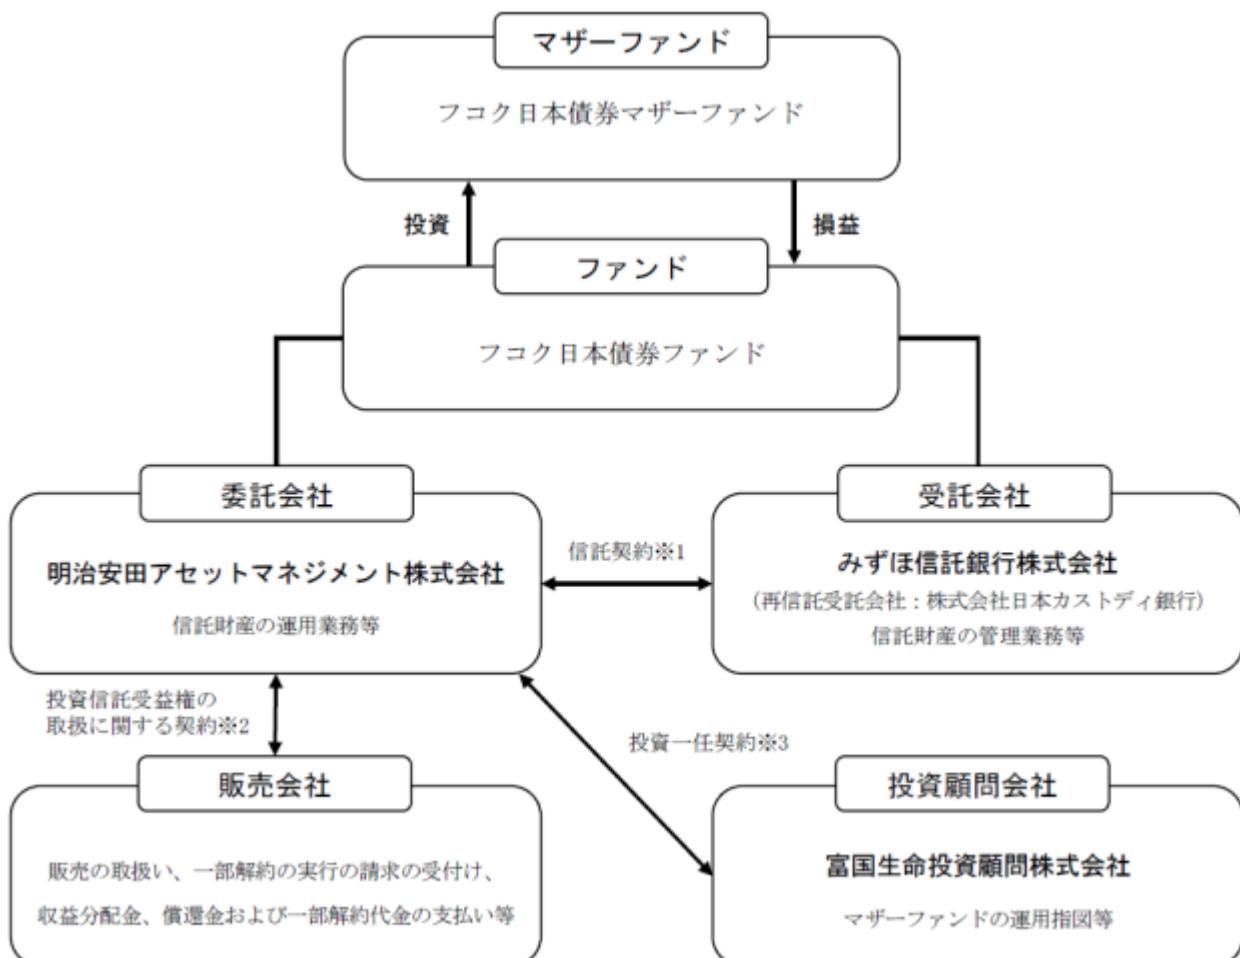 マザーファンド
フコク日本債券マザーファンド
投資
損益
ファンド
フコク日本債券ファンド
委託会社
明治安田アセットマネジメント株式会社
信託財産の運用業務等
信託契約※1
受託会社
みずほ信託銀行株式会社
(再信託受託会社：株式会社日本カストディ銀行)
信託財産の管理業務等
投資信託受益権の
取扱に関する契約※2
投資一任契約※3
販売会社
販売の取扱い、一部解約の実行の請求の受付け、
収益分配金、償還金および一部解約代金の支払い等
投資顧問会社
富国生命投資顧問株式会社
マザーファンドの運用指図等